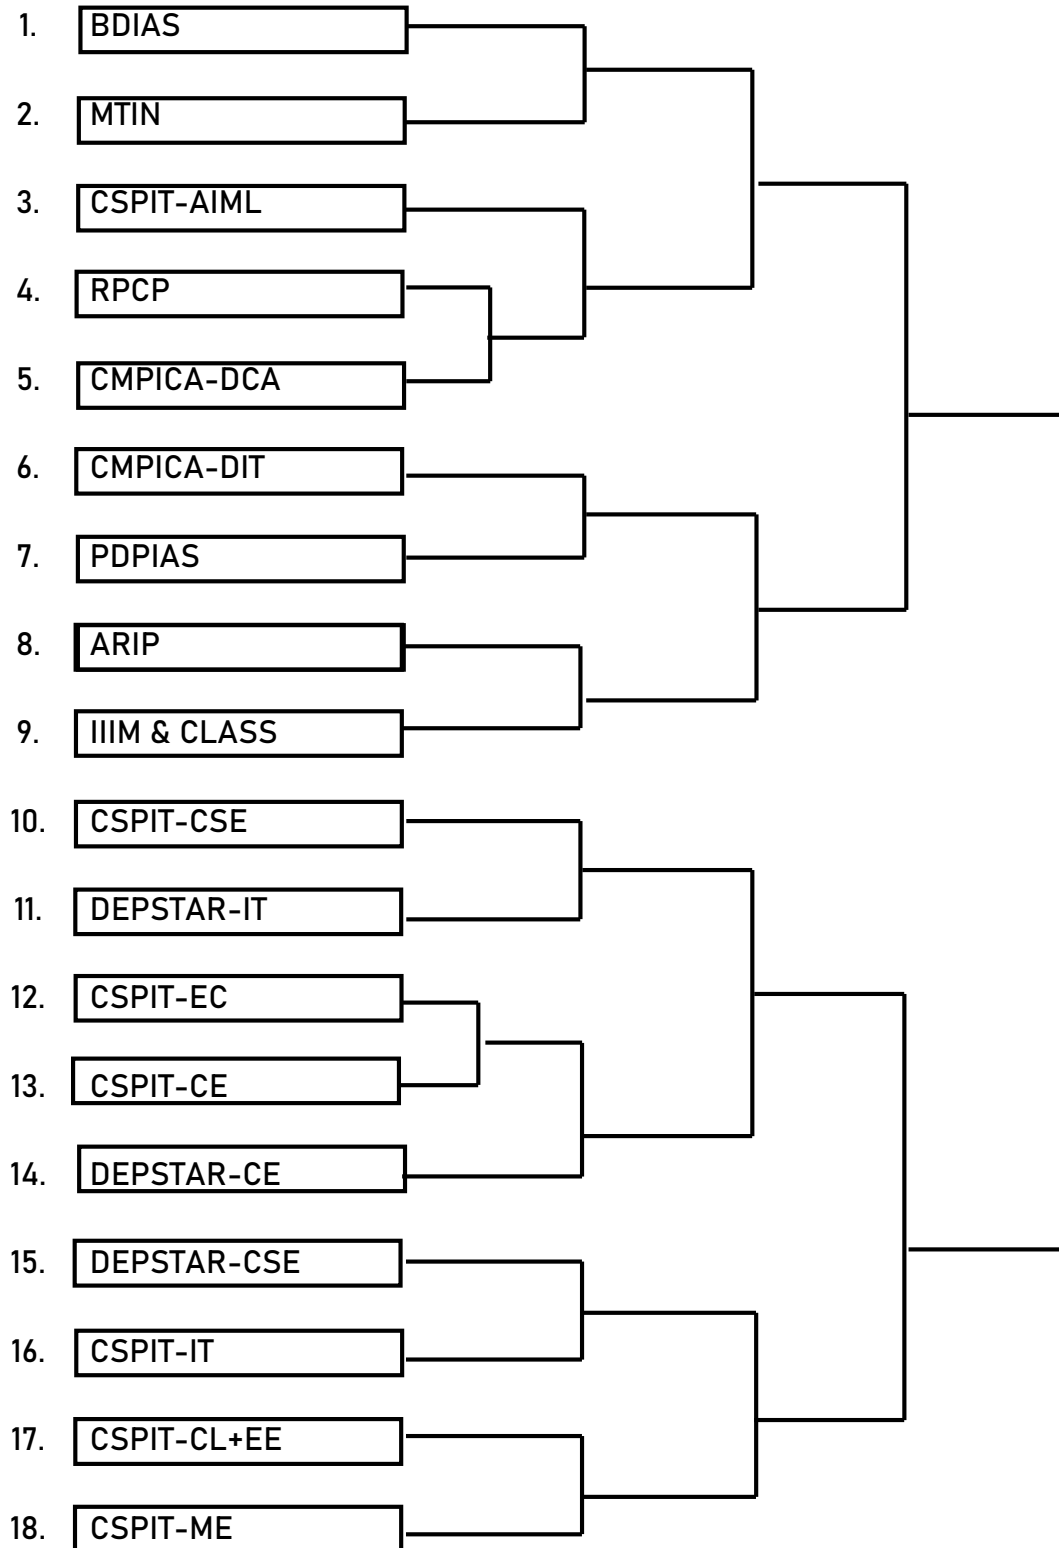 1. BDIAS
2. MTIN
3. CSPIT-AIML
4. RPCP
5. CMPICA-DCA
6. CMPICA-DIT
7. PDPIAS
8. ARIP
9. IIIM & CLASS
10. CSPIT-CSE
11. DEPSTAR-IT
12. CSPIT-EC
13. CSPIT-CE
14. DEPSTAR-CE
15. DEPSTAR-CSE
16. CSPIT-IT
17. CSPIT-CL+EE
18. CSPIT-ME